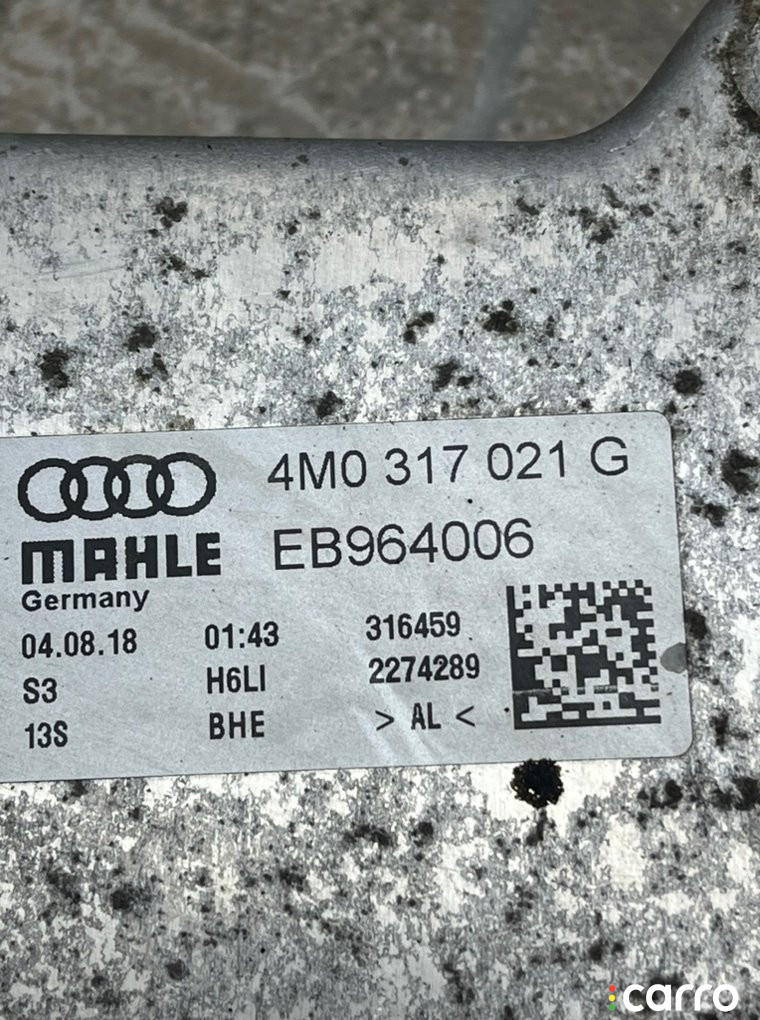 4M0 317 021 G
MAHLE EB964006
Germany
04.08.18 01:43 316459
S3 H6LI 2274289
13S BHE > AL <
carro